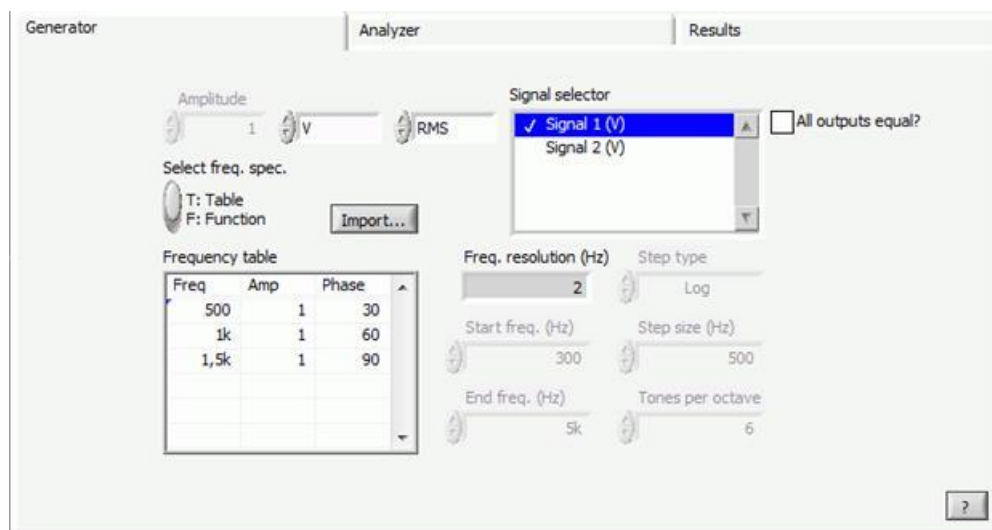 Generator
Analyzer
Results
Amplitude
1
V
RMS
Signal selector
✓ Signal 1 (V)
Signal 2 (V)
All outputs equal?
Select freq. spec.
T: Table
F: Function
Import...
Frequency table
Freq Amp Phase
500 1 30
1k 1 60
1,5k 1 90
Freq. resolution (Hz)
2
Step type
Log
Start freq. (Hz)
300
Step size (Hz)
500
End freq. (Hz)
5k
Tones per octave
6
?